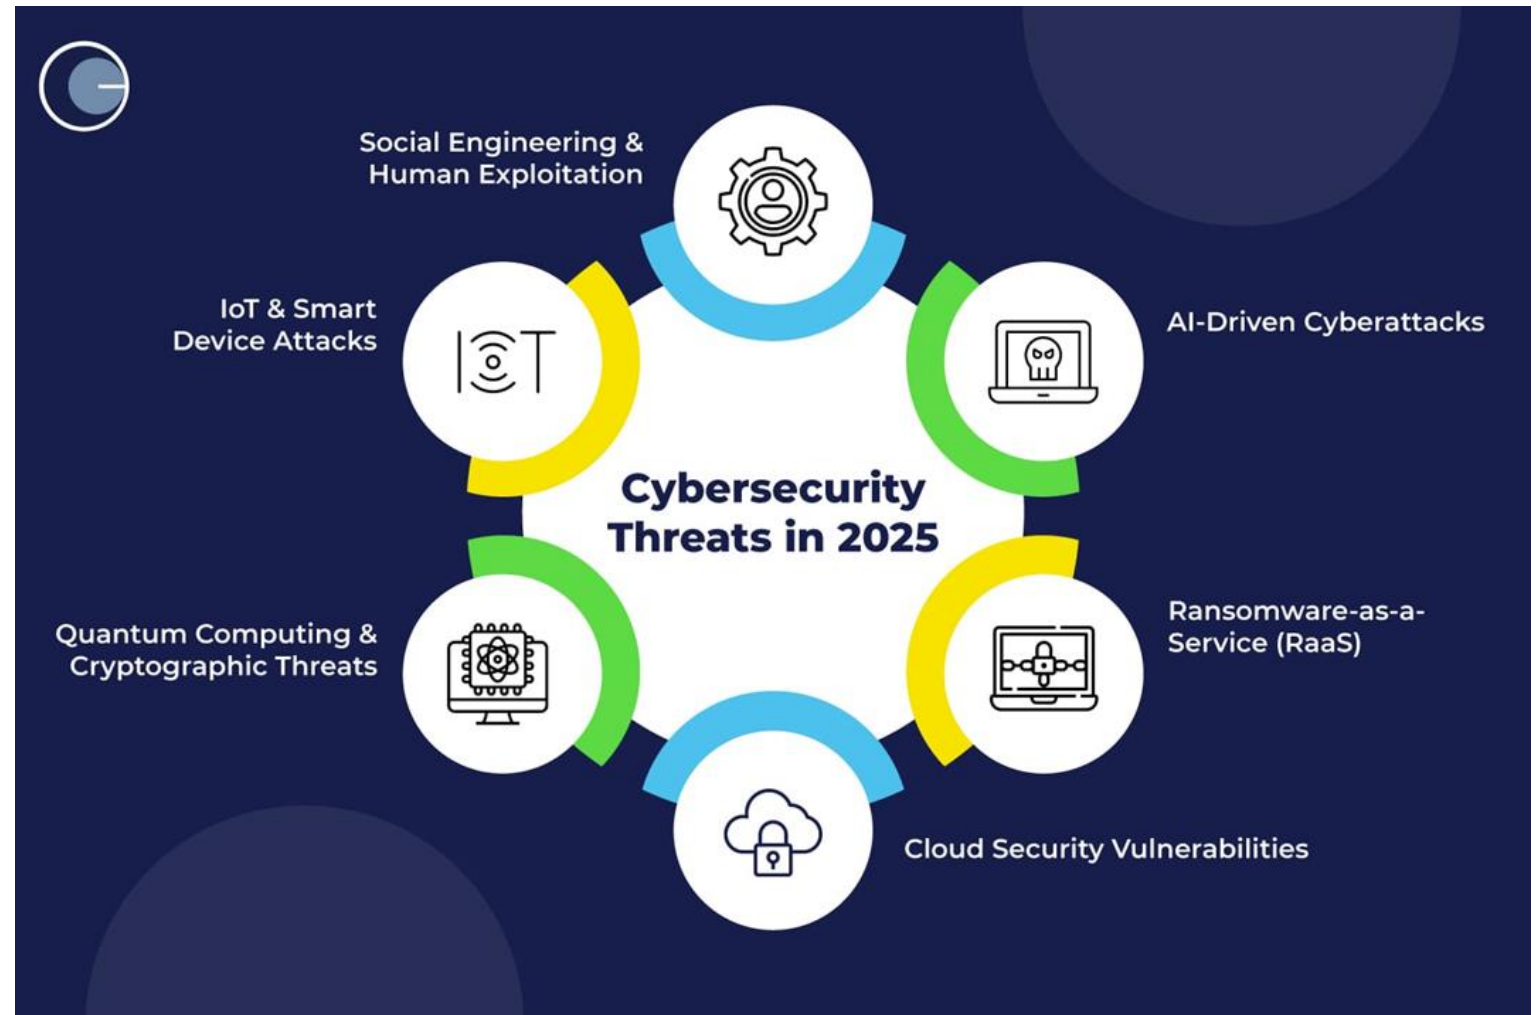 Social Engineering &
Human Exploitation
IoT & Smart
Device Attacks
IOT
AI-Driven Cyberattacks
Cybersecurity
Threats in 2025
Quantum Computing &
Cryptographic Threats
Ransomware-as-a-
Service (RaaS)
Cloud Security Vulnerabilities